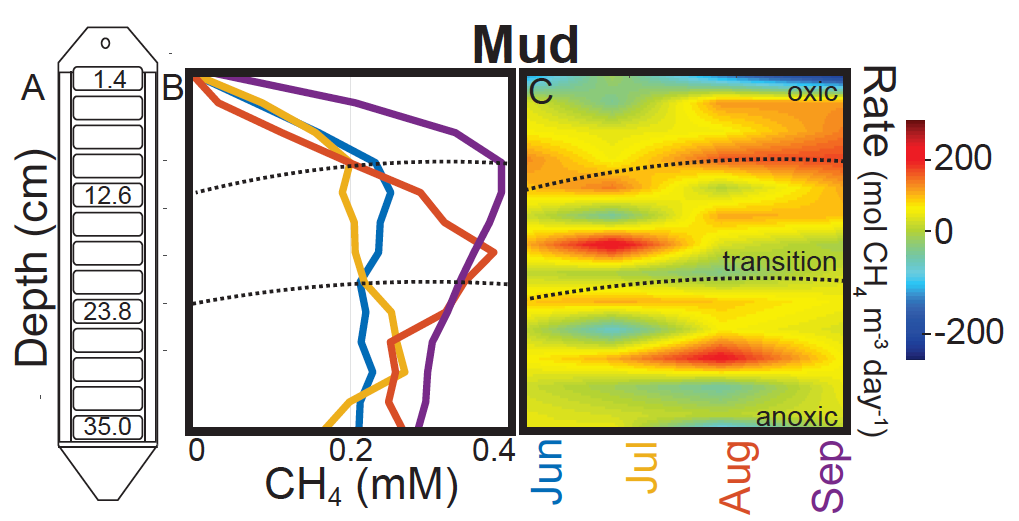 Mud
A
1.4
12.6
23.8
35.0
Depth (cm)
B
0
0.2
0.4
CH4 (mM)
C
oxic
transition
anoxic
Jun
Jul
Aug
Sep
200
0
-200
Rate (mol CH4 m-3 day-1)